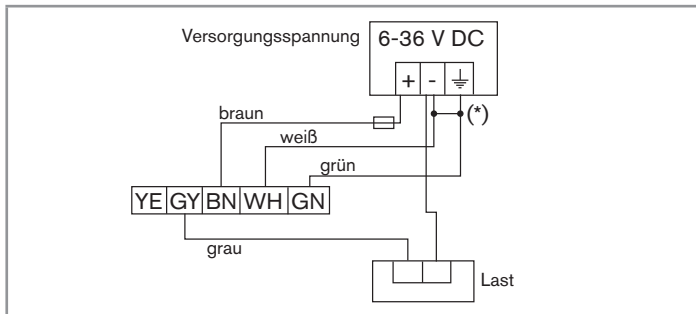 Versorgungsspannung
6-36 V DC
+ -
(*)
braun
weiß
grün
YE GY BN WH GN
grau
Last